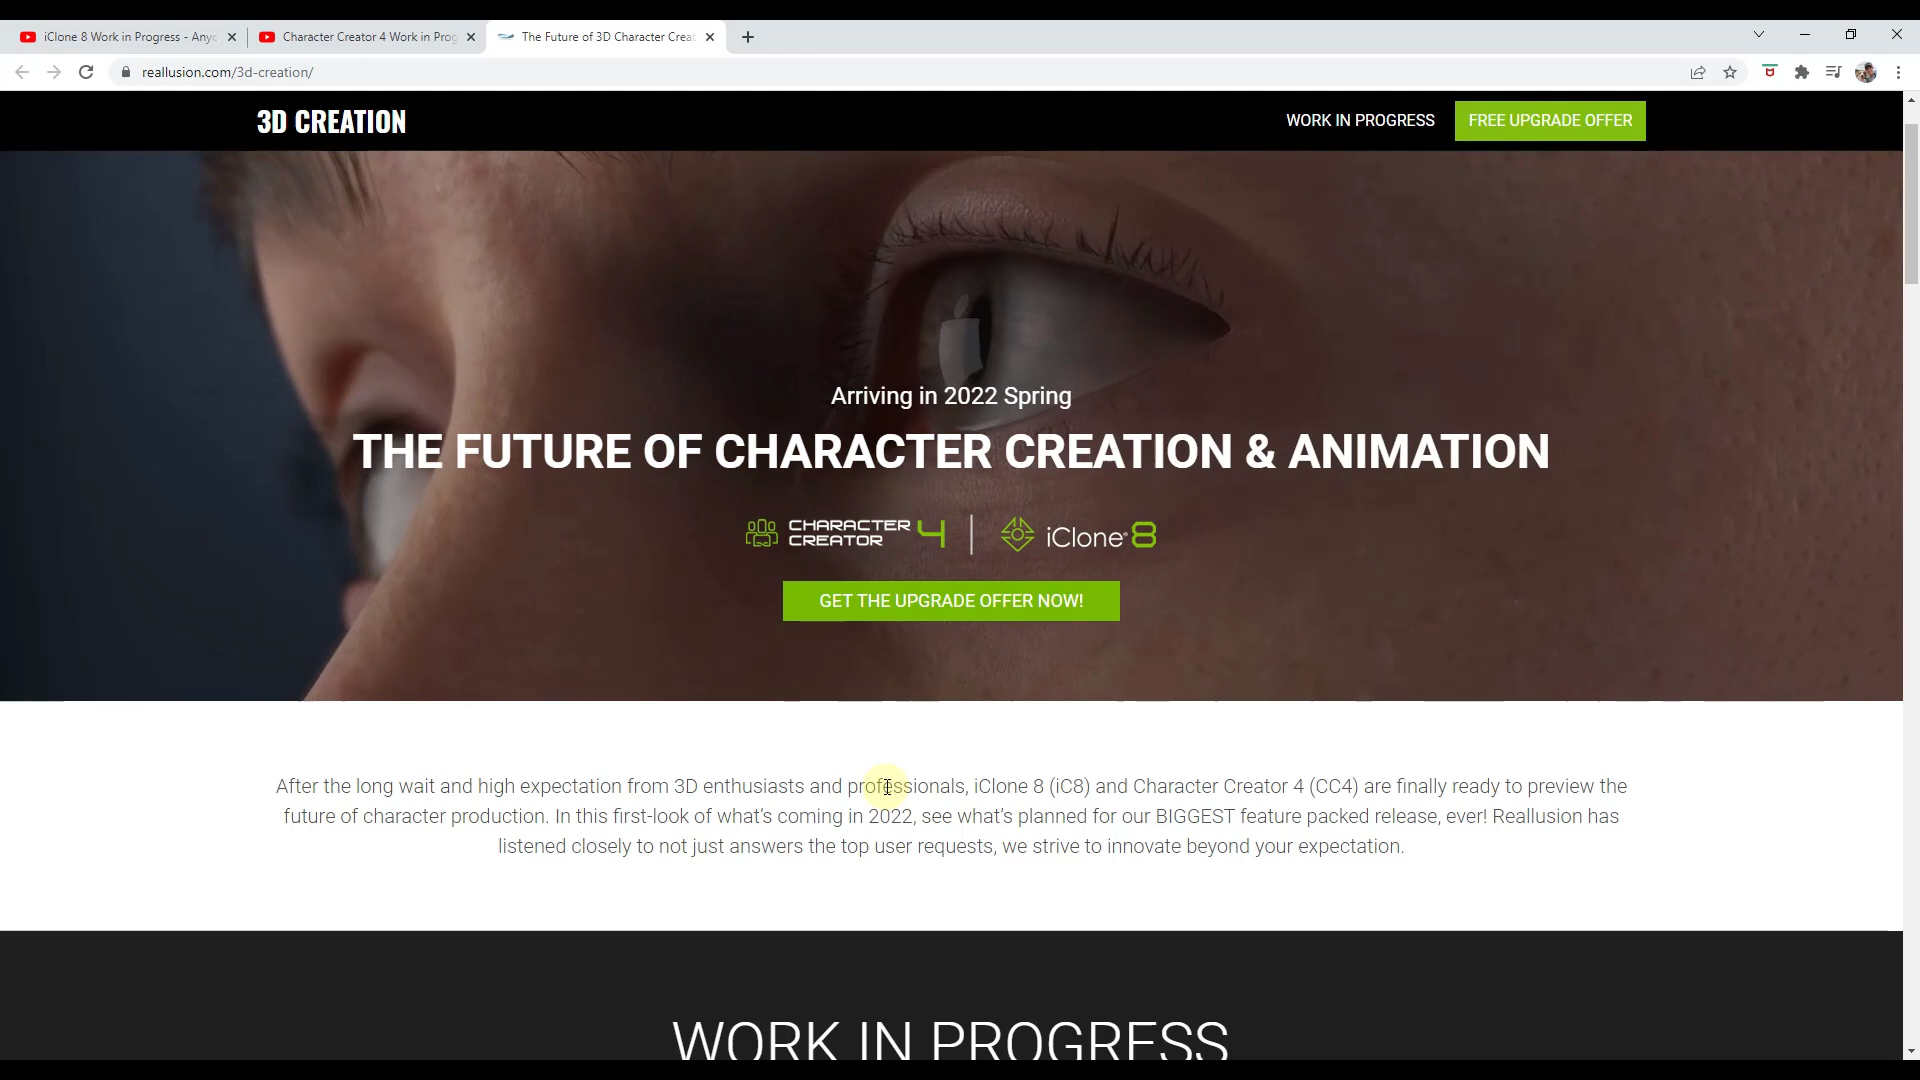 iClone 8 Work in Progress - Anyo
Character Creator 4 Work in Prog
The Future of 3D Character Creat
reallusion.com/3d-creation/
3D CREATION
WORK IN PROGRESS
FREE UPGRADE OFFER
Arriving in 2022 Spring
THE FUTURE OF CHARACTER CREATION & ANIMATION
CHARACTER CREATOR 4
iClone 8
GET THE UPGRADE OFFER NOW!
After the long wait and high expectation from 3D enthusiasts and professionals, iClone 8 (iC8) and Character Creator 4 (CC4) are finally ready to preview the
future of character production. In this first-look of what's coming in 2022, see what's planned for our BIGGEST feature packed release, ever! Reallusion has
listened closely to not just answers the top user requests, we strive to innovate beyond your expectation.
WORK IN PROGRESS